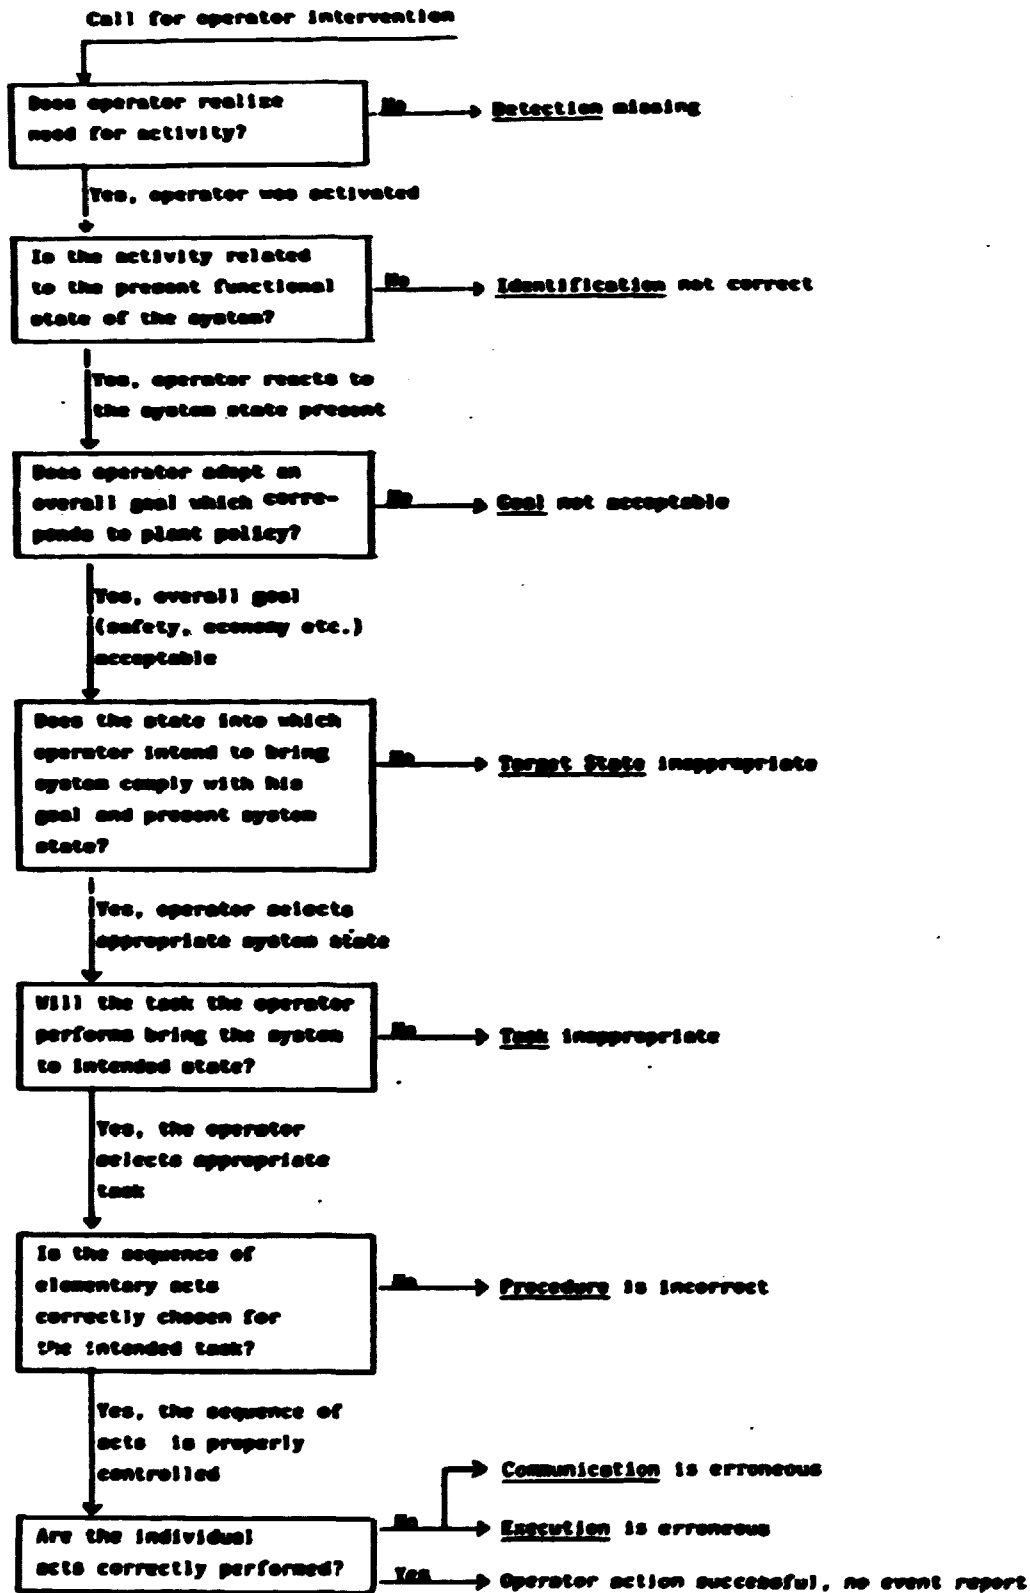 Call for operator intervention
Does operator realize
need for activity?
No
Detection missing
Yes, operator was activated
Is the activity related
to the present functional
state of the system?
No
Identification not correct
Yes, operator reacts to
the system state present
Does operator adopt an
overall goal which corre-
ponds to plant policy?
No
Goal not acceptable
Yes, overall goal
(safety, economy etc.)
acceptable
Does the state into which
operator intend to bring
system comply with his
goal and present system
state?
No
Target State inappropriate
Yes, operator selects
appropriate system state
Will the task the operator
performs bring the system
to intended state?
No
Task inappropriate
Yes, the operator
selects appropriate
task
Is the sequence of
elementary acts
correctly chosen for
the intended task?
No
Procedure is incorrect
Yes, the sequence of
acts is properly
controlled
Communication is erroneous
Are the individual
acts correctly performed?
No
Execution is erroneous
Yes
Operator action successful, no event report